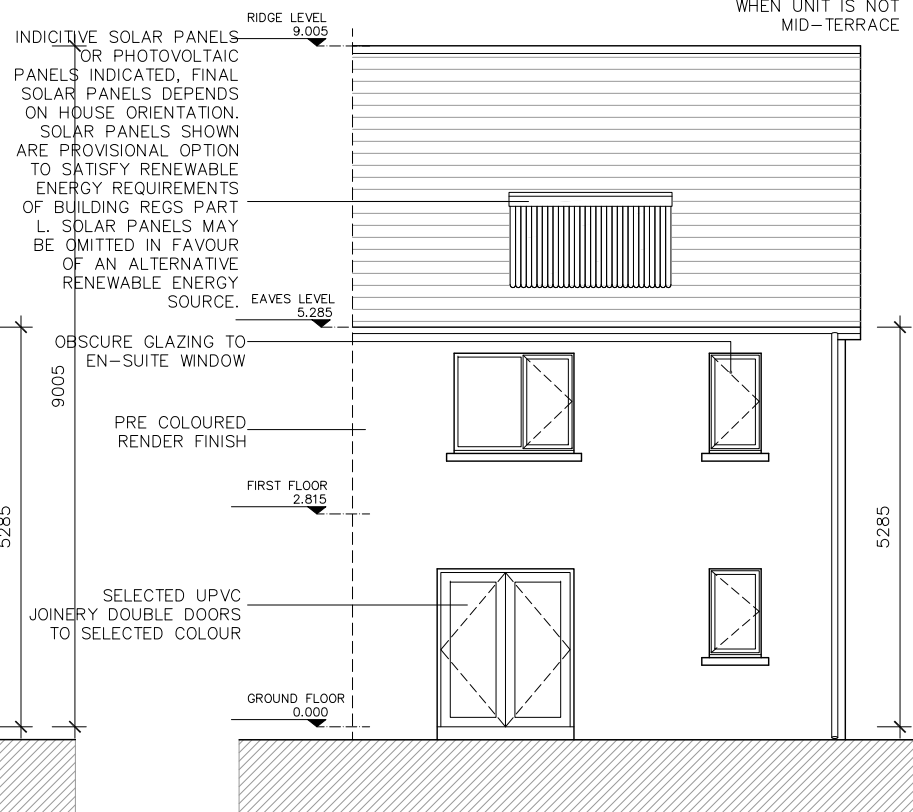 WHEN UNIT IS NOT
MID-TERRACE
RIDGE LEVEL
9.005
INDICITIVE SOLAR PANELS
OR PHOTOVOLTAIC
PANELS INDICATED, FINAL
SOLAR PANELS DEPENDS
ON HOUSE ORIENTATION.
SOLAR PANELS SHOWN
ARE PROVISIONAL OPTION
TO SATISFY RENEWABLE
ENERGY REQUIREMENTS
OF BUILDING REGS PART
L. SOLAR PANELS MAY
BE OMITTED IN FAVOUR
OF AN ALTERNATIVE
RENEWABLE ENERGY
SOURCE.
EAVES LEVEL
5.285
OBSCURE GLAZING TO
EN-SUITE WINDOW
9005
PRE COLOURED
RENDER FINISH
FIRST FLOOR
2.815
5285
5285
SELECTED UPVC
JOINERY DOUBLE DOORS
TO SELECTED COLOUR
GROUND FLOOR
0.000